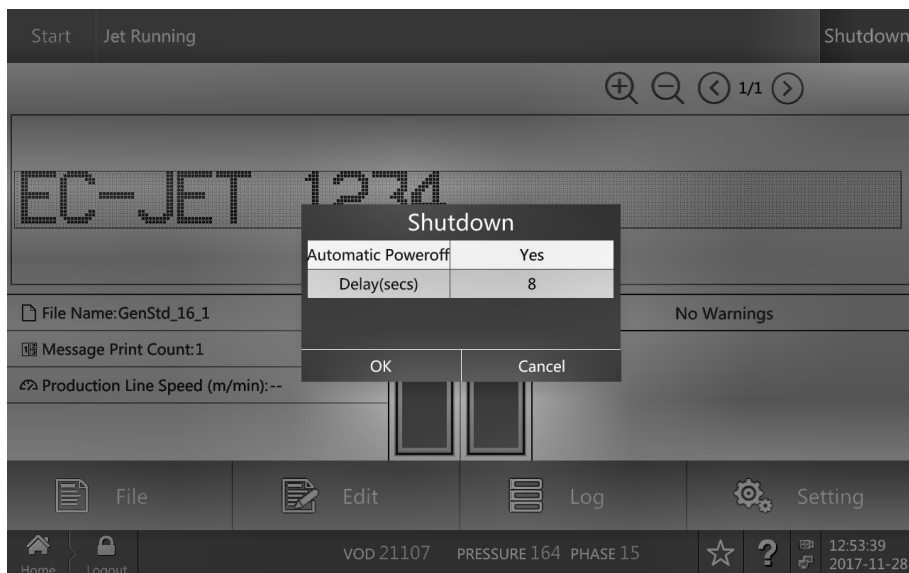 Start Jet Running Shutdown
1/1
EC-JET 1234
Shutdown
Automatic Poweroff Yes
Delay(secs) 8
OK Cancel
File Name:GenStd_16_1 No Warnings
Message Print Count:1
Production Line Speed (m/min):--
File Edit Log Setting
Home Logout VOD 21107 PRESSURE 164 PHASE 15 ? 12:53:39
2017-11-28